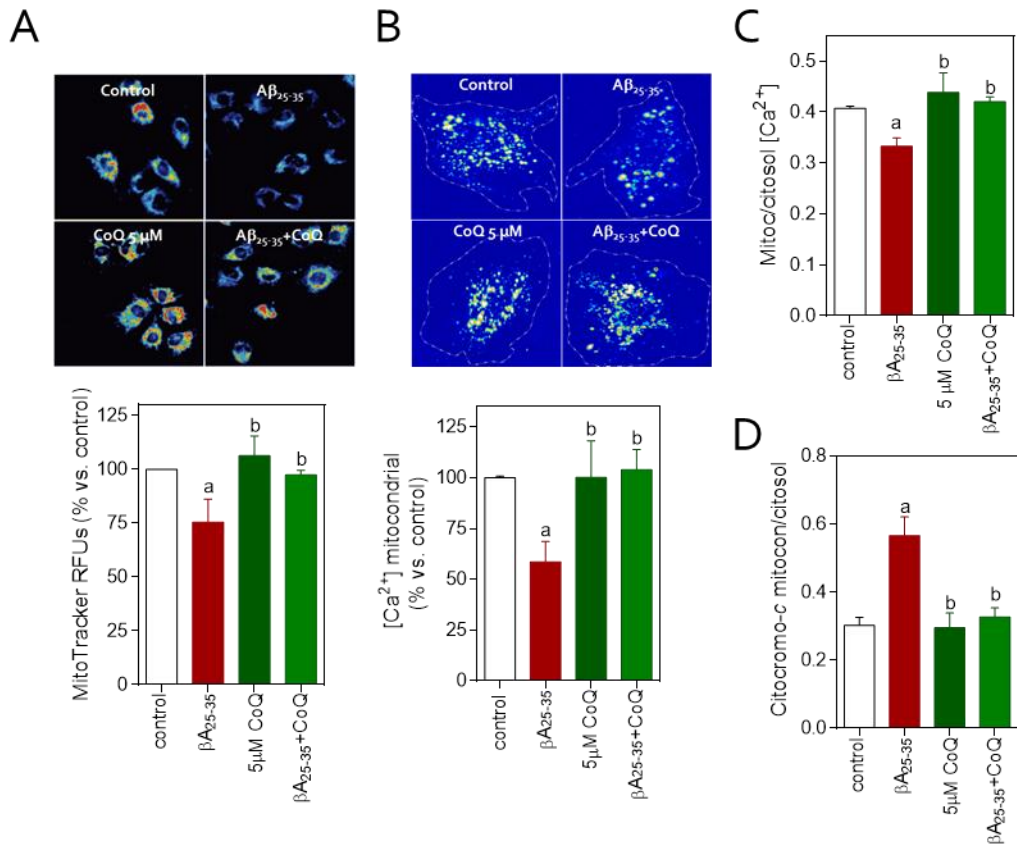 A
Control
Aβ25-35
CoQ 5 µM
Aβ25-35+CoQ
MitoTracker RFUs (% vs. control)
125
100
75
50
25
0
control
βA25-35
5µM CoQ
βA25-35+CoQ
a
b
b
B
Control
Aβ25-35.
CoQ 5 µM
Aβ25-35+CoQ
[Ca2+] mitocondrial
(% vs. control)
125
100
75
50
25
0
control
βA25-35
5µM CoQ
βA25-35+CoQ
a
b
b
C
Mitoc/citosol [Ca2+]
0.5
0.4
0.3
0.2
0.1
0.0
control
βA25-35
5 µM CoQ
βA25-35+CoQ
a
b
b
D
Citocromo-c mitocon/citosol
0.8
0.6
0.4
0.2
0.0
control
βA25-35
5µM CoQ
βA25-35+CoQ
a
b
b